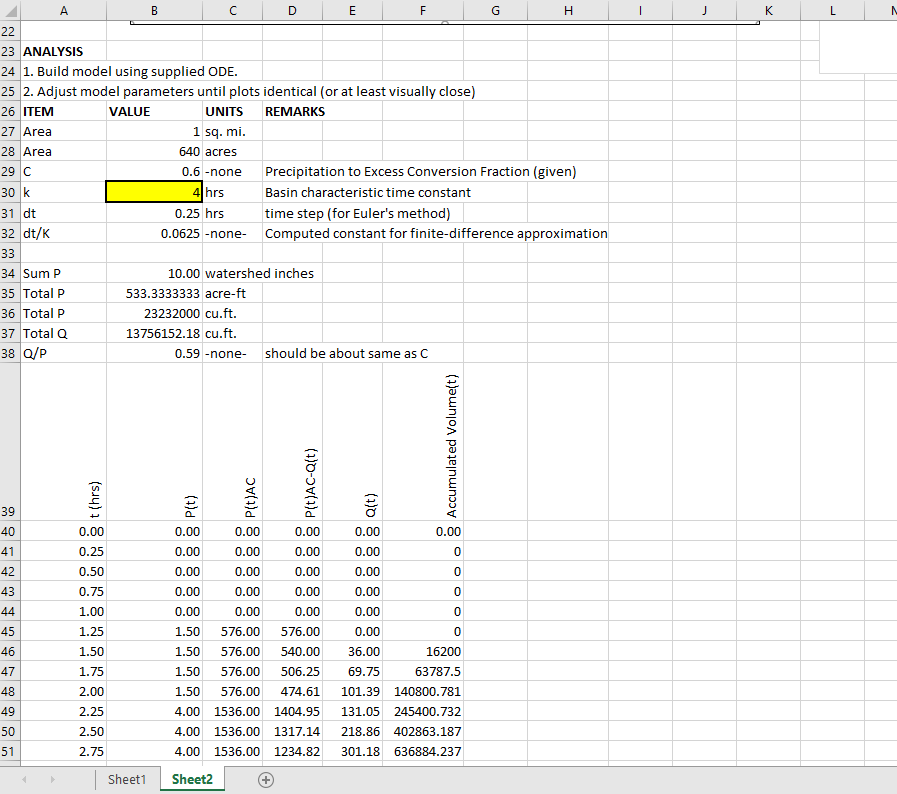 A B C D E F G H I J K L
22
23 ANALYSIS
24 1. Build model using supplied ODE.
25 2. Adjust model parameters until plots identical (or at least visually close)
26 ITEM VALUE UNITS REMARKS
27 Area 1 sq. mi.
28 Area 640 acres
29 C 0.6 -none Precipitation to Excess Conversion Fraction (given)
30 k 4 hrs Basin characteristic time constant
31 dt 0.25 hrs time step (for Euler's method)
32 dt/K 0.0625 -none- Computed constant for finite-difference approximation
33
34 Sum P 10.00 watershed inches
35 Total P 533.3333333 acre-ft
36 Total P 23232000 cu.ft.
37 Total Q 13756152.18 cu.ft.
38 Q/P 0.59 -none- should be about same as C
39 t (hrs) P(t) P(t)AC P(t)AC-Q(t) Q(t) Accumulated Volume(t)
40 0.00 0.00 0.00 0.00 0.00 0.00
41 0.25 0.00 0.00 0.00 0.00 0
42 0.50 0.00 0.00 0.00 0.00 0
43 0.75 0.00 0.00 0.00 0.00 0
44 1.00 0.00 0.00 0.00 0.00 0
45 1.25 1.50 576.00 576.00 0.00 0
46 1.50 1.50 576.00 540.00 36.00 16200
47 1.75 1.50 576.00 506.25 69.75 63787.5
48 2.00 1.50 576.00 474.61 101.39 140800.781
49 2.25 4.00 1536.00 1404.95 131.05 245400.732
50 2.50 4.00 1536.00 1317.14 218.86 402863.187
51 2.75 4.00 1536.00 1234.82 301.18 636884.237
Sheet1 Sheet2